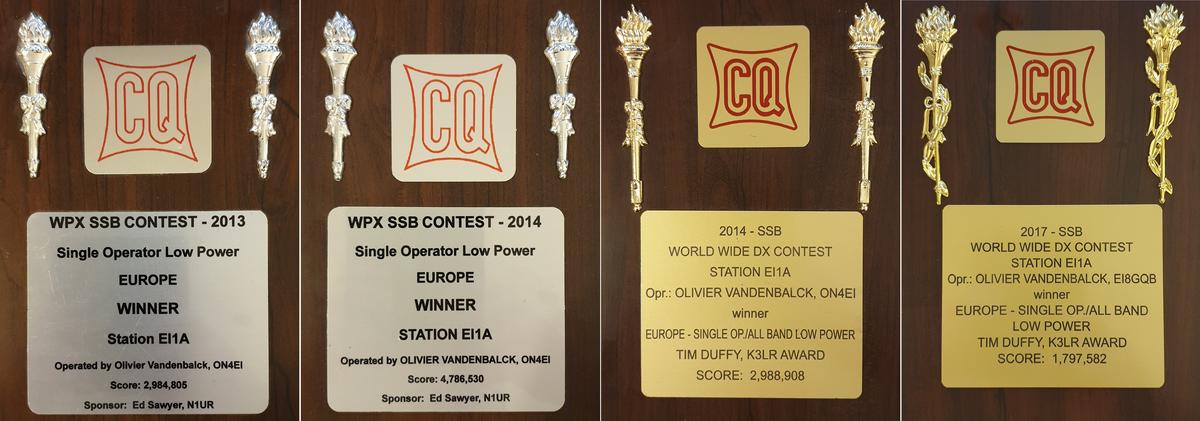 CQ
WPX SSB CONTEST - 2013
Single Operator Low Power
EUROPE
WINNER
Station EI1A
Operated by Olivier Vandenbalck, ON4EI
Score: 2,984,805
Sponsor: Ed Sawyer, N1UR
CQ
WPX SSB CONTEST - 2014
Single Operator Low Power
EUROPE
WINNER
STATION EI1A
Operated by OLIVIER VANDENBALCK, ON4EI
Score: 4,786,530
Sponsor: Ed Sawyer, N1UR
CQ
2014 - SSB
WORLD WIDE DX CONTEST
STATION EI1A
Opr.: OLIVIER VANDENBALCK, ON4EI
winner
EUROPE - SINGLE OP/ALL BAND LOW POWER
TIM DUFFY, K3LR AWARD
SCORE: 2,988,908
CQ
2017 - SSB
WORLD WIDE DX CONTEST
STATION EI1A
Opr.: OLIVIER VANDENBALCK, EI8GQB
winner
EUROPE - SINGLE OP./ALL BAND
LOW POWER
TIM DUFFY, K3LR AWARD
SCORE: 1,797,582